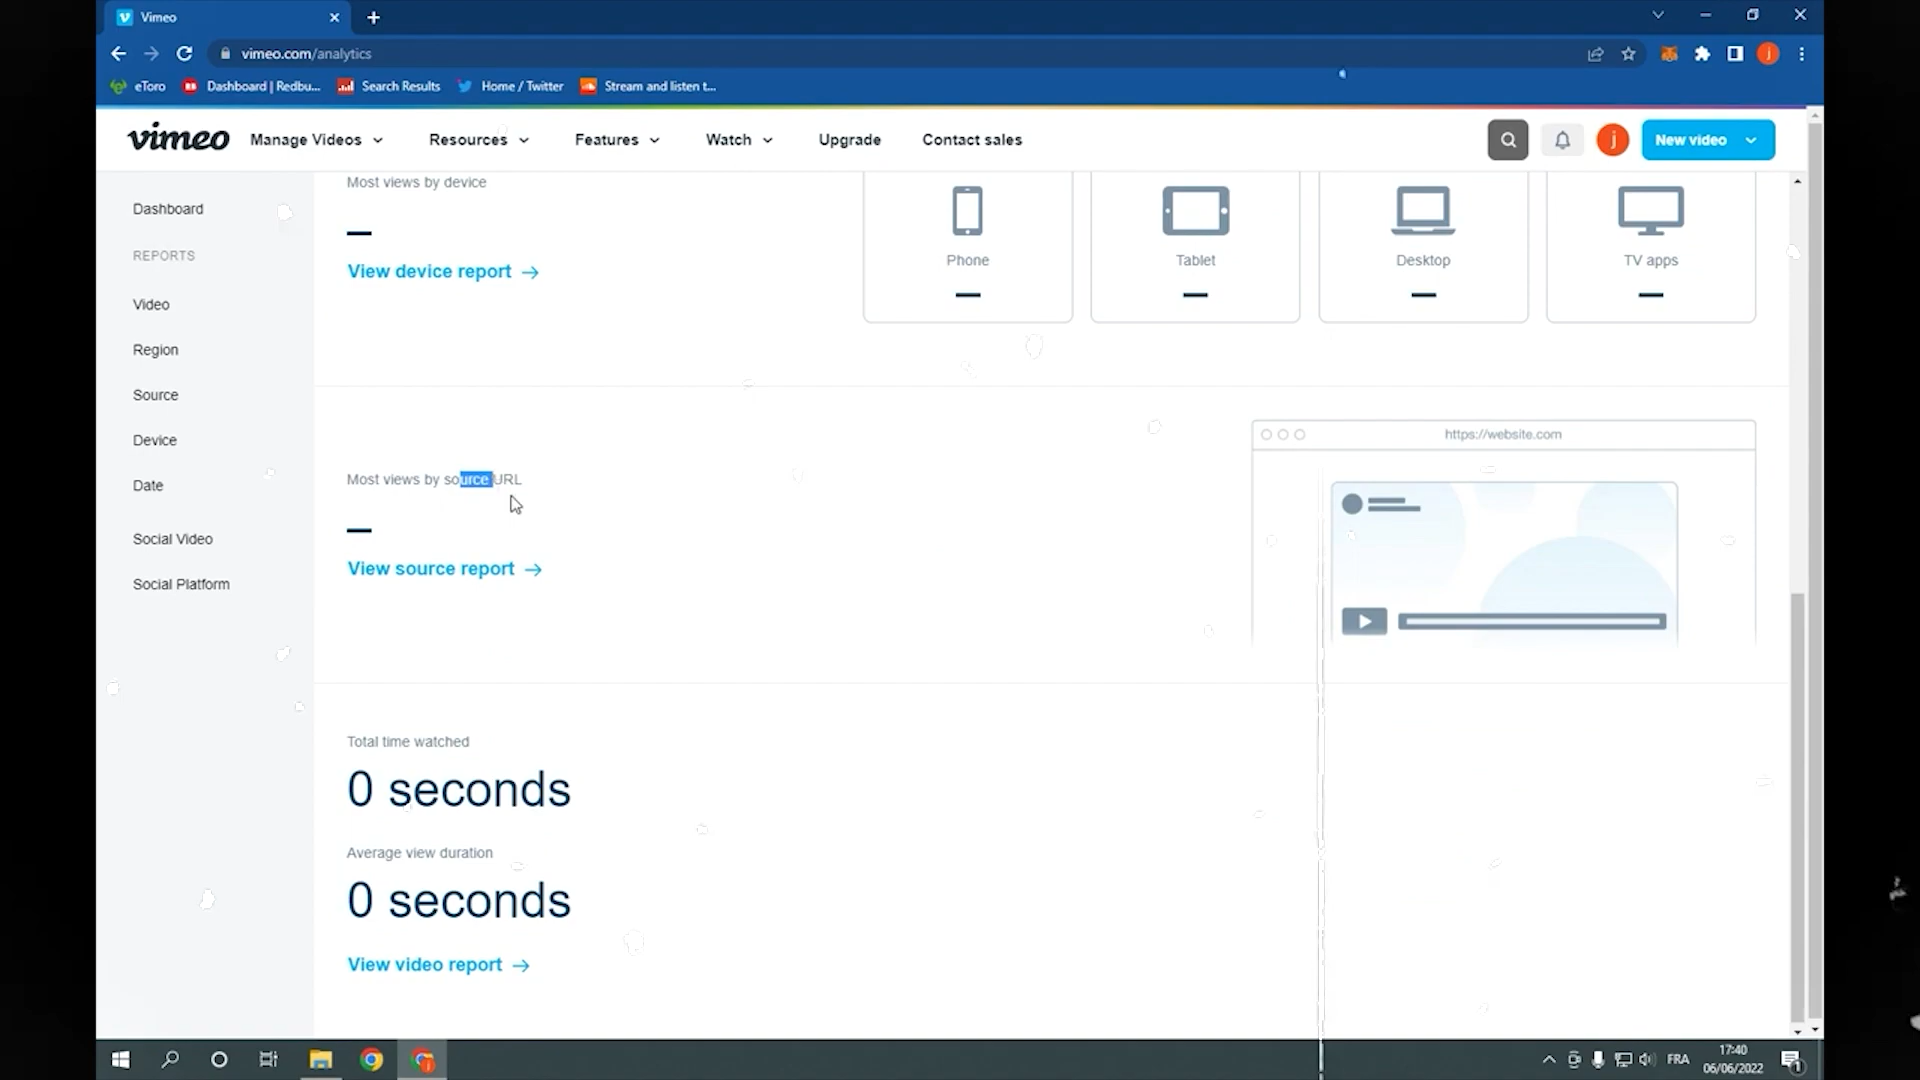 Vimeo
vimeo.com/analytics
eToro
Dashboard | Redbu...
Search Results
Home / Twitter
Stream and listen t...
vimeo
Manage Videos
Resources
Features
Watch
Upgrade
Contact sales
j
New video
Dashboard
REPORTS
Video
Region
Source
Device
Date
Social Video
Social Platform
Most views by device
View device report →
Phone
Tablet
Desktop
TV apps
Most views by source URL
View source report →
https://website.com
Total time watched
0 seconds
Average view duration
0 seconds
View video report →
FRA
17:40
06/06/2022
1